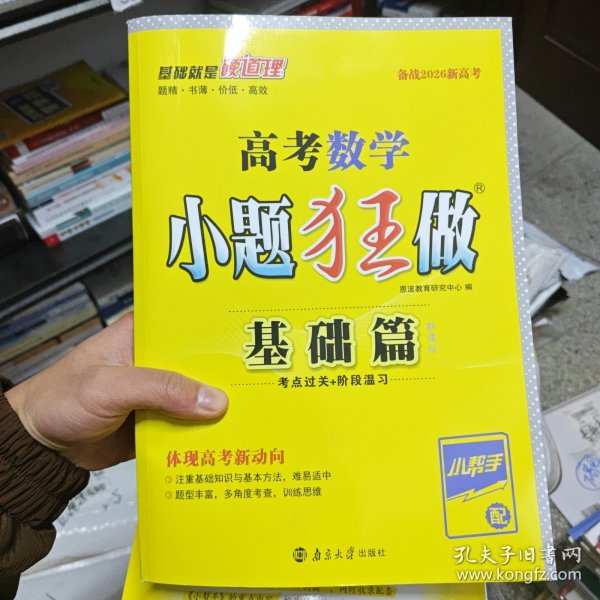 基础就是硬道理
题精·书薄·价低·高效
备战2026新高考
高考数学
小题狂做®
恩波教育研究中心 编
基础篇
考点过关+阶段温习
体现高考新动向
注重基础知识与基本方法，难易适中
题型丰富，多角度考查，训练思维
小帮手
配
南京大学出版社
孔夫子旧书网
www.kongfz.com